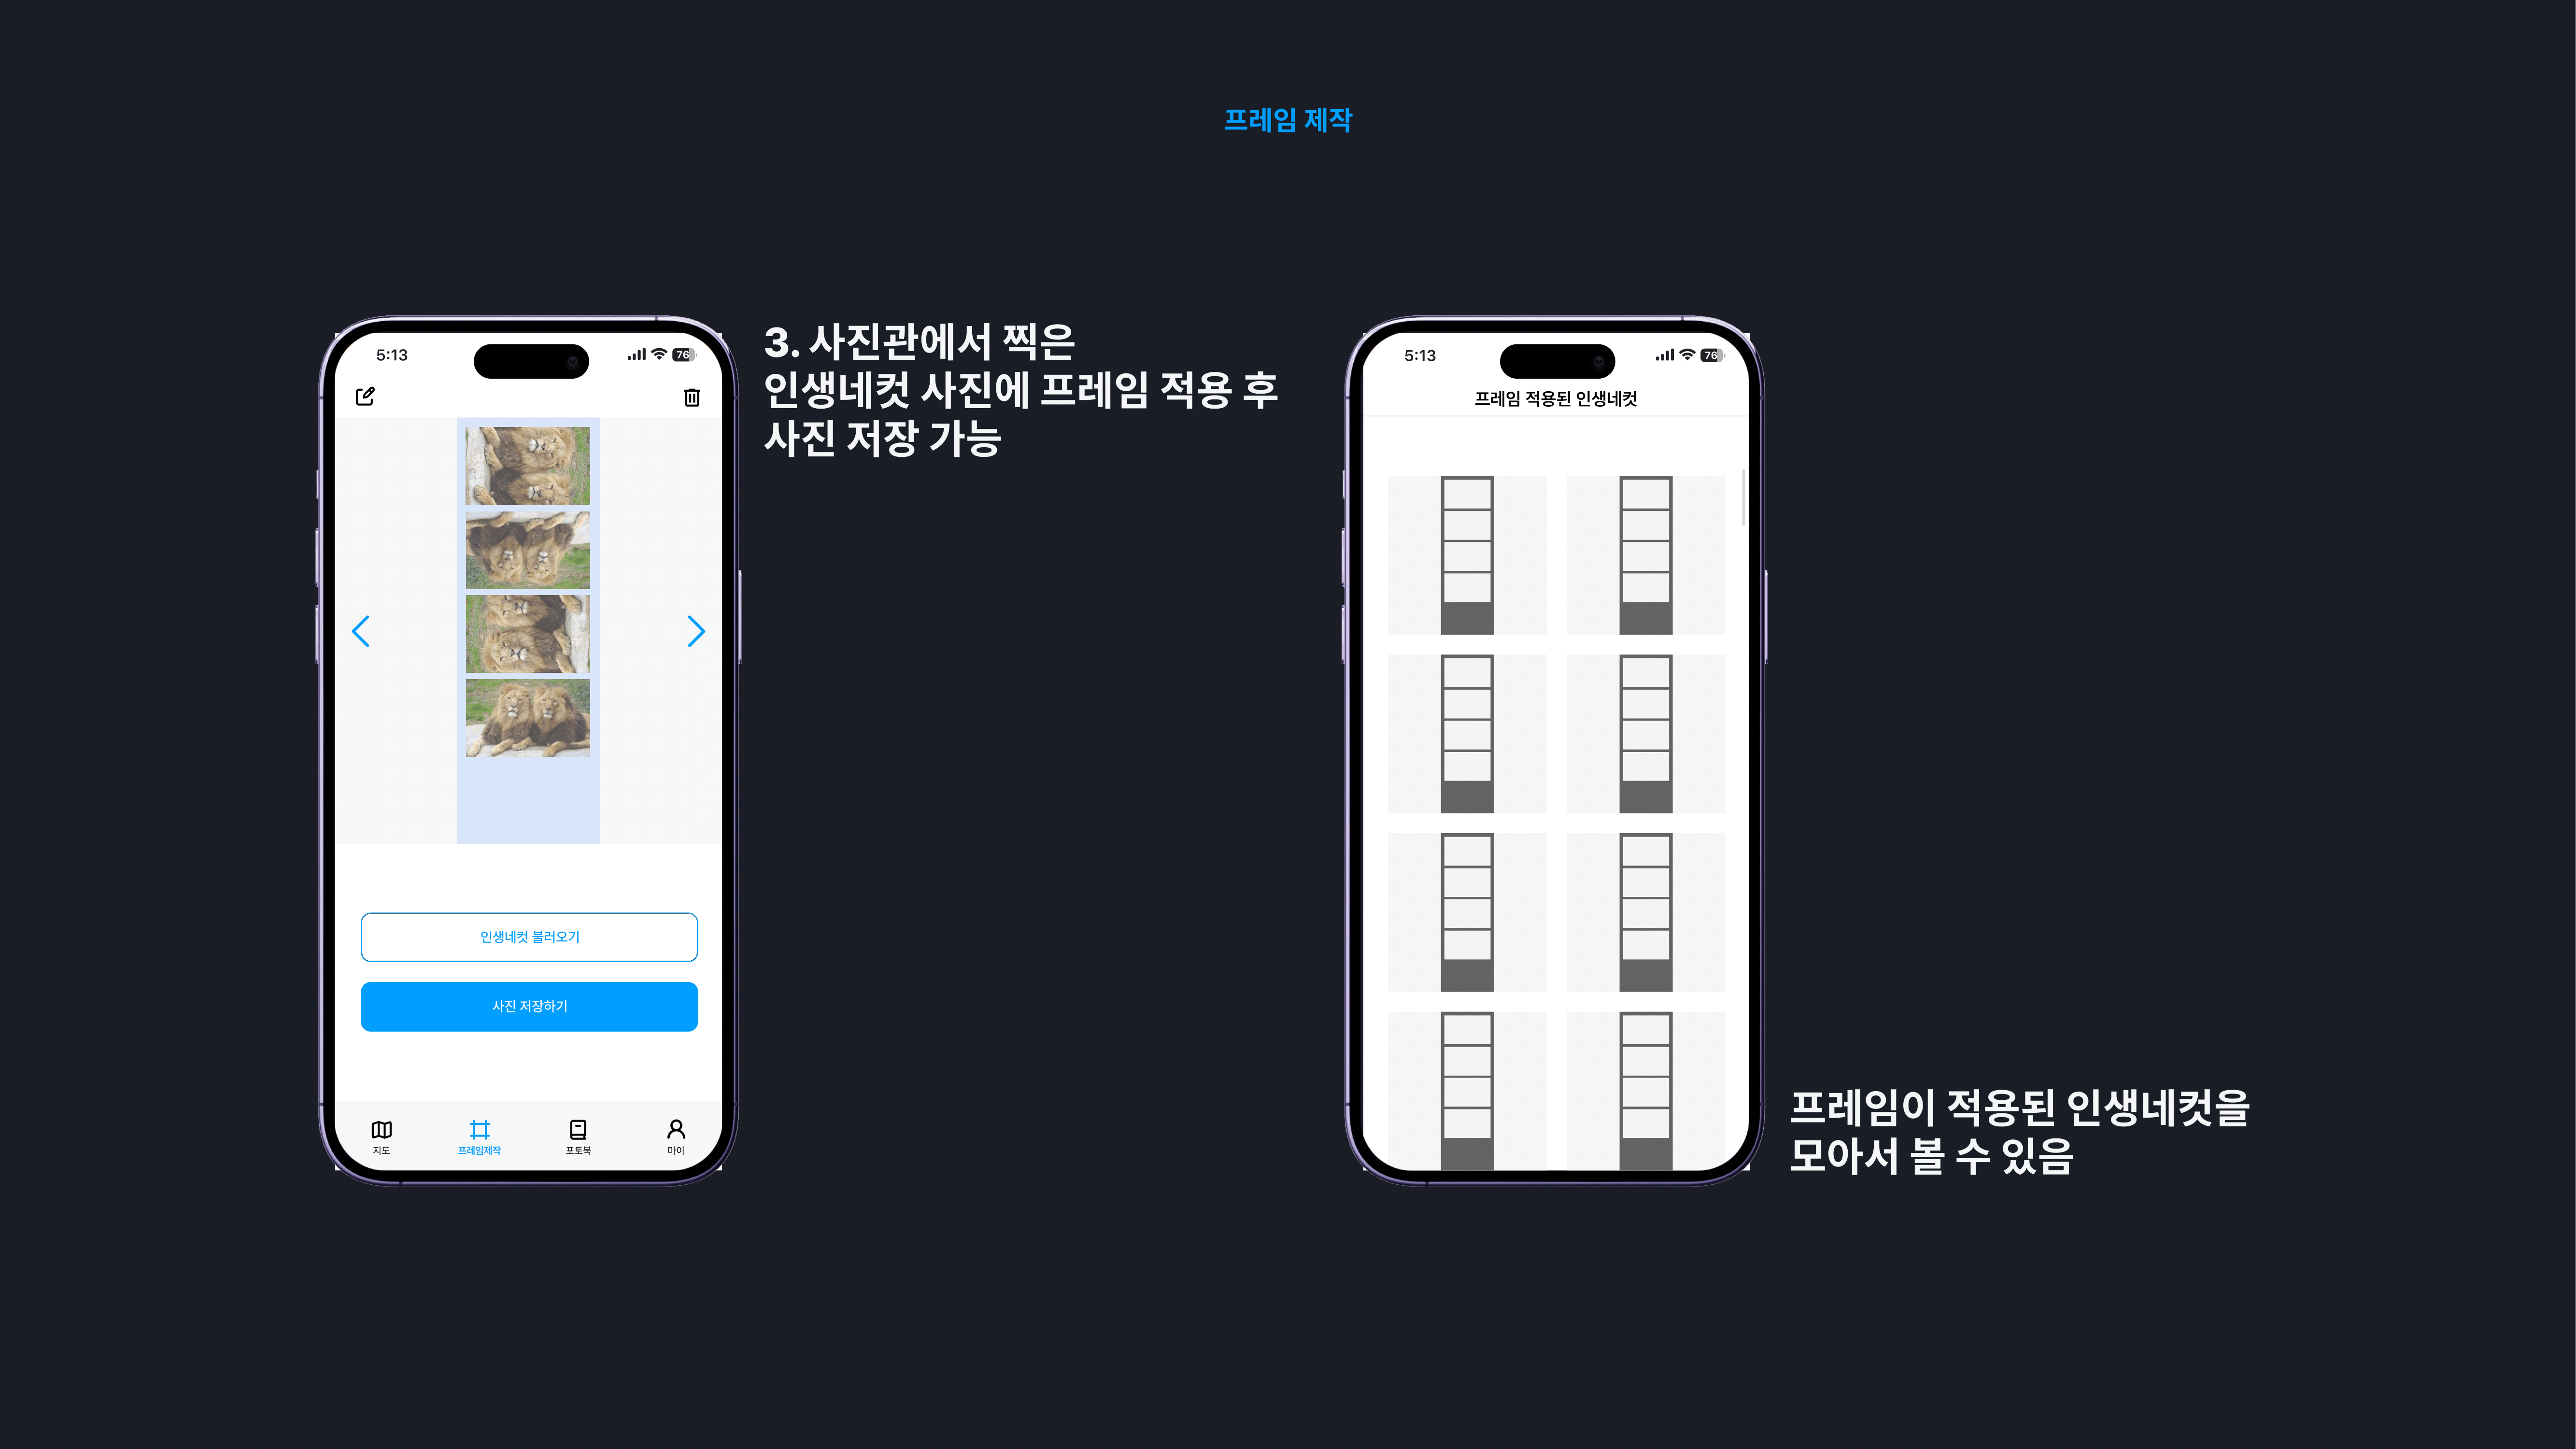 프레임 제작
5:13
76
3. 사진관에서 찍은
인생네컷 사진에 프레임 적용 후
사진 저장 가능
인생네컷 불러오기
사진 저장하기
지도
프레임제작
포토북
마이
5:13
76
프레임 적용된 인생네컷
프레임이 적용된 인생네컷을
모아서 볼 수 있음